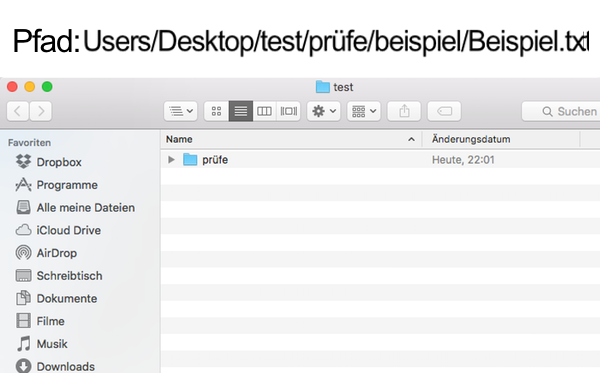 Pfad: Users/Desktop/test/prüfe/beispiel/Beispiel.txt
test
Suchen
Favoriten
Dropbox
Programme
Alle meine Dateien
iCloud Drive
AirDrop
Schreibtisch
Dokumente
Filme
Musik
Downloads
Name
Änderungsdatum
prüfe
Heute, 22:01